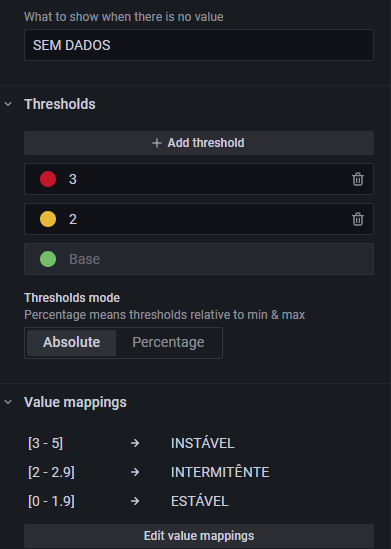 What to show when there is no value
SEM DADOS
Thresholds
+ Add threshold
3
2
Base
Thresholds mode
Percentage means thresholds relative to min & max
Absolute Percentage
Value mappings
[3 - 5] → INSTÁVEL
[2 - 2.9] → INTERMITÊNTE
[0 - 1.9] → ESTÁVEL
Edit value mappings